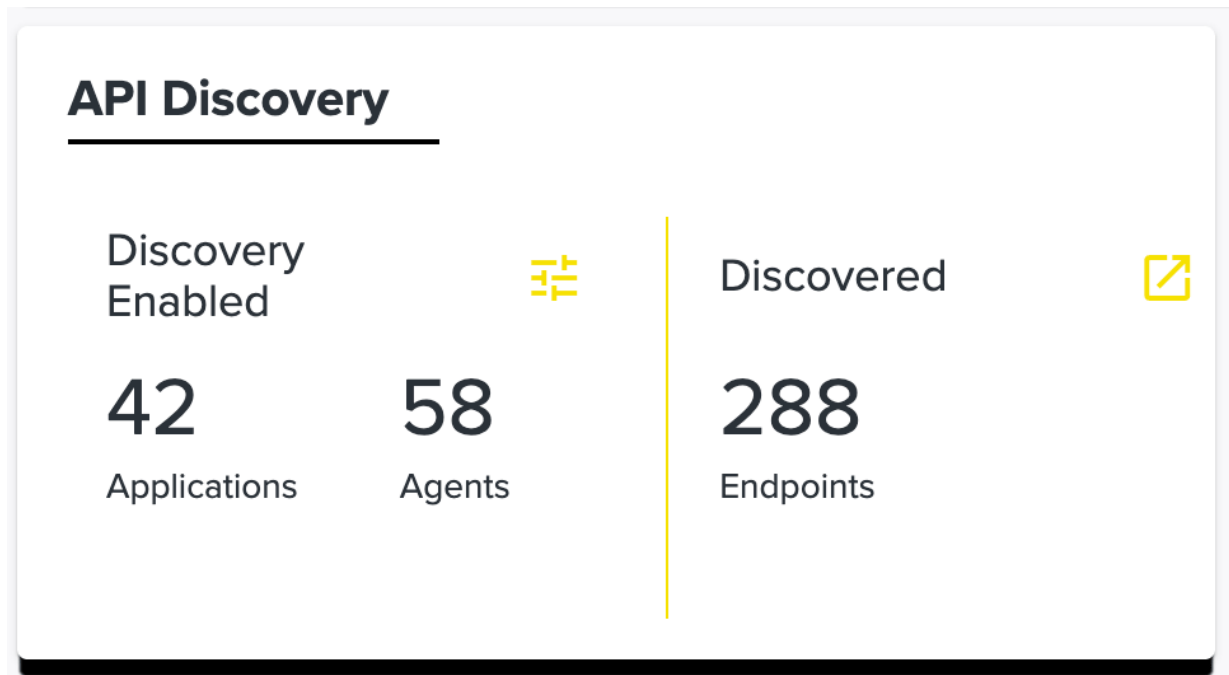 API Discovery
Discovery
Enabled
42
Applications
58
Agents
Discovered
288
Endpoints